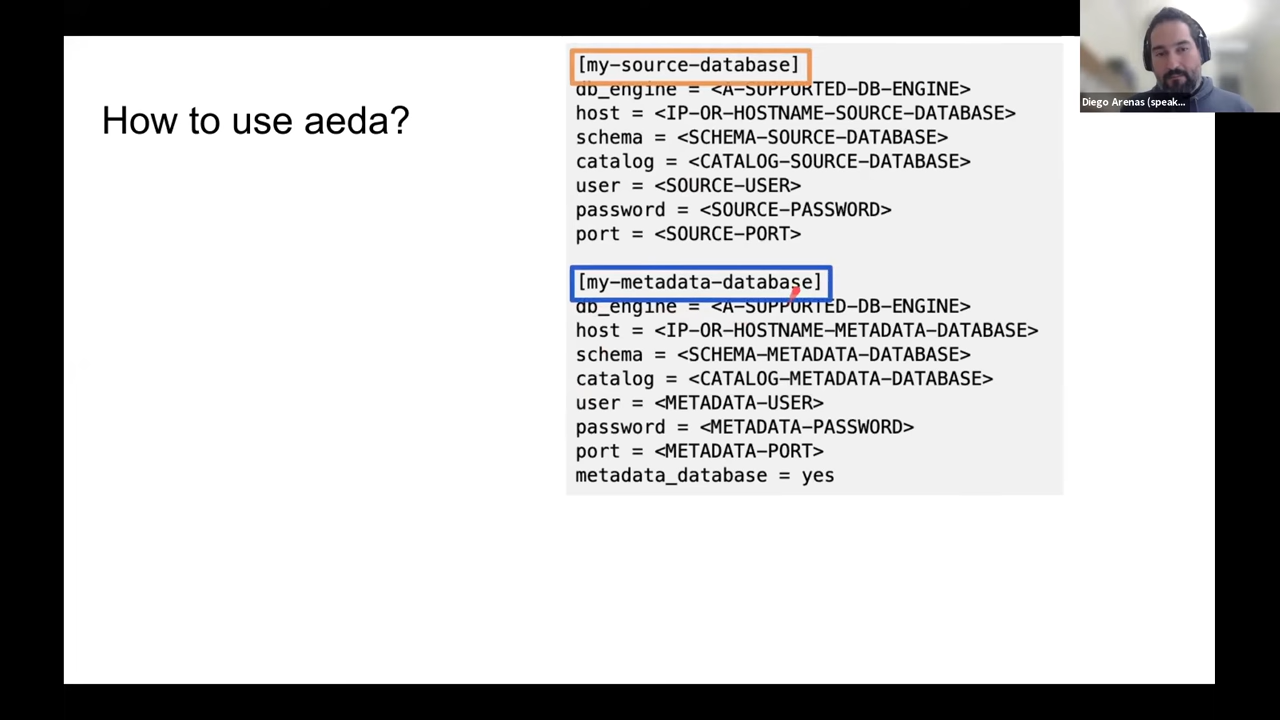 How to use aeda?
[my-source-database]
db_engine = <A-SUPPORTED-DB-ENGINE>
host = <IP-OR-HOSTNAME-SOURCE-DATABASE>
schema = <SCHEMA-SOURCE-DATABASE>
catalog = <CATALOG-SOURCE-DATABASE>
user = <SOURCE-USER>
password = <SOURCE-PASSWORD>
port = <SOURCE-PORT>
[my-metadata-database]
db_engine = <A-SUPPORTED-DB-ENGINE>
host = <IP-OR-HOSTNAME-METADATA-DATABASE>
schema = <SCHEMA-METADATA-DATABASE>
catalog = <CATALOG-METADATA-DATABASE>
user = <METADATA-USER>
password = <METADATA-PASSWORD>
port = <METADATA-PORT>
metadata_database = yes
Diego Arenas (speak...